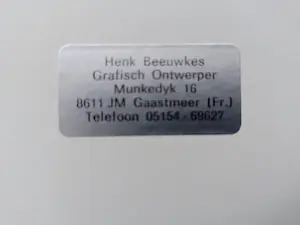 Henk Beeuwkes
Grafisch Ontwerper
Munkedyk 16
8611 JM Gaastmeer (Fr.)
Telefoon 05154 - 69627